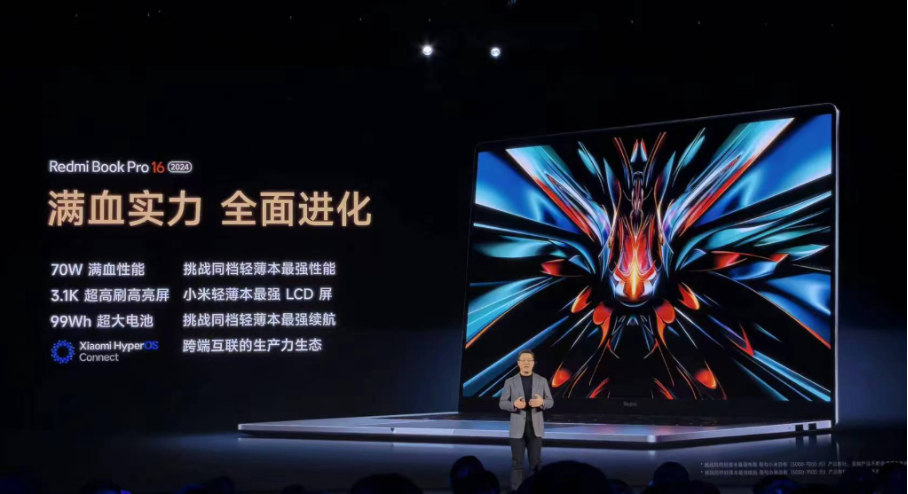 Redmi Book Pro 16 2024
满血实力 全面进化
70W 满血性能 挑战同档轻薄本最强性能
3.1K 超高刷高亮屏 小米轻薄本最强 LCD 屏
99Wh 超大电池 挑战同档轻薄本最强续航
Xiaomi HyperOS
Connect
跨端互联的生产力生态
Redmi